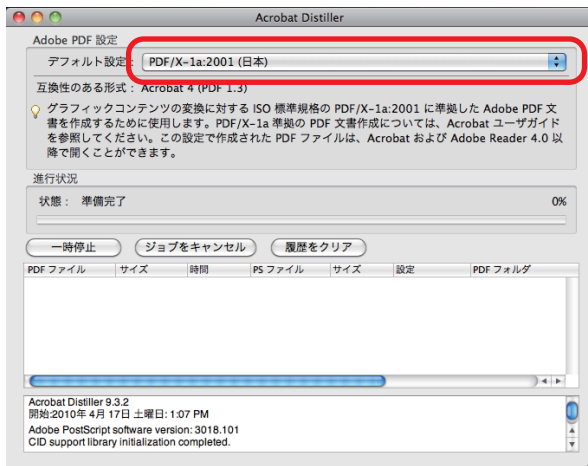 Acrobat Distiller
Adobe PDF 設定
デフォルト設定： PDF/X-1a:2001 (日本)
互換性のある形式： Acrobat 4 (PDF 1.3)
グラフィックコンテンツの変換に対する ISO 標準規格の PDF/X-1a:2001 に準拠した Adobe PDF 文
書を作成するために使用します。PDF/X-1a 準拠の PDF 文書作成については、Acrobat ユーザガイド
を参照してください。この設定で作成された PDF ファイルは、Acrobat および Adobe Reader 4.0 以
降で開くことができます。
進行状況
状態： 準備完了 0%
一時停止 ジョブをキャンセル 履歴をクリア
PDF ファイル サイズ 時間 PS ファイル サイズ 設定 PDF フォルダ
Acrobat Distiller 9.3.2
開始:2010年 4月 17日 土曜日: 1:07 PM
Adobe PostScript software version: 3018.101
CID support library initialization completed.